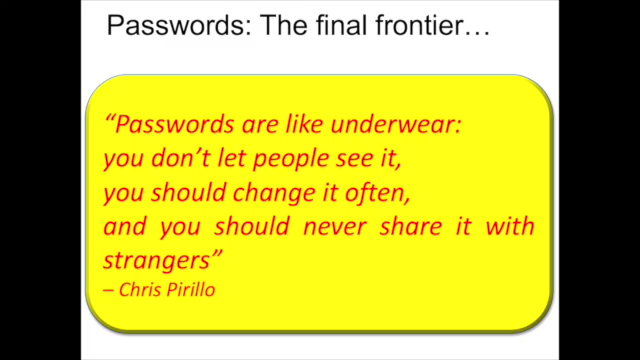 Passwords: The final frontier…
“Passwords are like underwear:
you don’t let people see it,
you should change it often,
and you should never share it with
strangers”
– Chris Pirillo